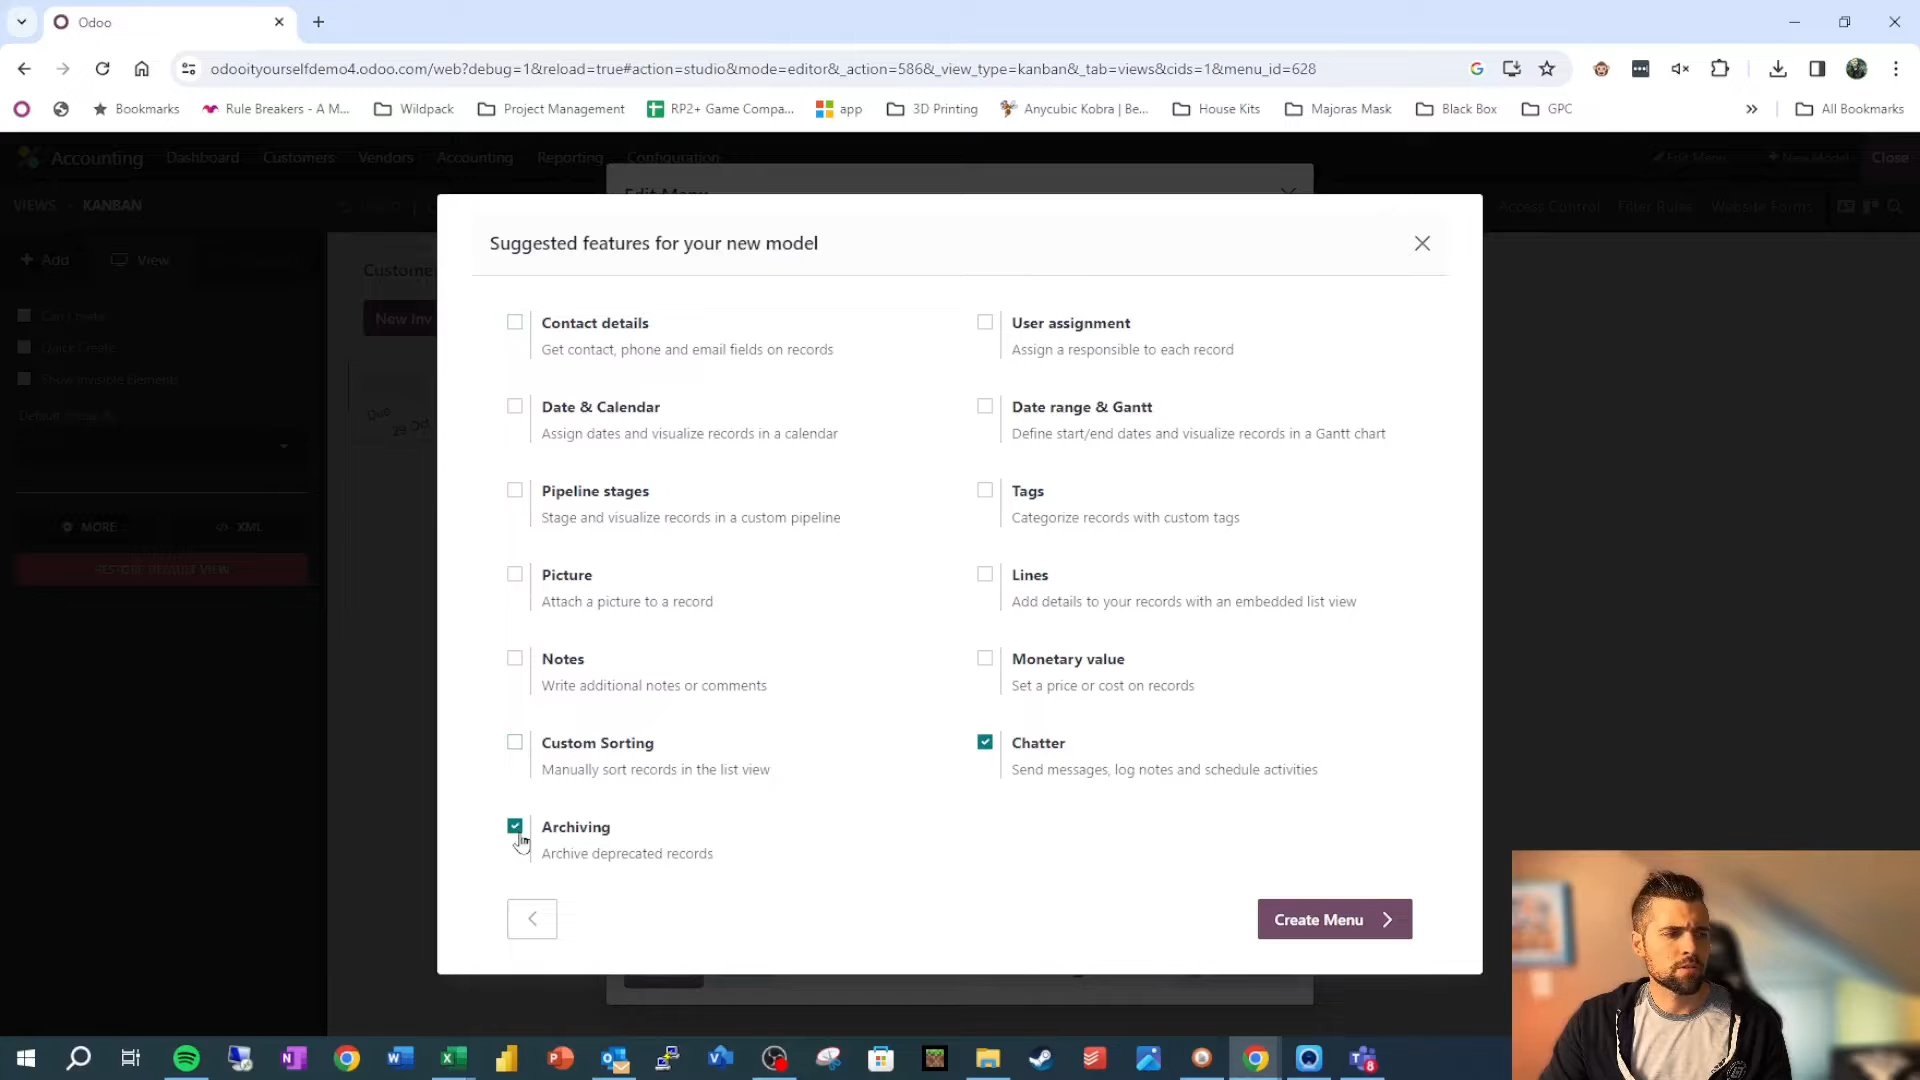 Odoo
odooityourselfdemo4.odoo.com/web?debug=1&reload=true#action=studio&mode=editor&_action=586&_view_type=kanban&_tab=views&cids=1&menu_id=628
Bookmarks
Rule Breakers - A M...
Wildpack
Project Management
RP2+ Game Compa...
app
3D Printing
Anycubic Kobra | Be...
House Kits
Majoras Mask
Black Box
GPC
»
All Bookmarks
Accounting Dashboard Customers Vendors Accounting Reporting Configuration
Edit Menu + New Model Close
Edit Menu
VIEWS KANBAN
Access Control Filter Rules Website Forms
+ Add View
Custome
Can Create
New Inv
Quick Create
Show Invisible Elements
Due
29 Oct
MORE </> XML
RESTORE DEFAULT VIEW
Suggested features for your new model
Contact details
Get contact, phone and email fields on records
User assignment
Assign a responsible to each record
Date & Calendar
Assign dates and visualize records in a calendar
Date range & Gantt
Define start/end dates and visualize records in a Gantt chart
Pipeline stages
Stage and visualize records in a custom pipeline
Tags
Categorize records with custom tags
Picture
Attach a picture to a record
Lines
Add details to your records with an embedded list view
Notes
Write additional notes or comments
Monetary value
Set a price or cost on records
Custom Sorting
Manually sort records in the list view
Chatter
Send messages, log notes and schedule activities
Archiving
Archive deprecated records
Create Menu